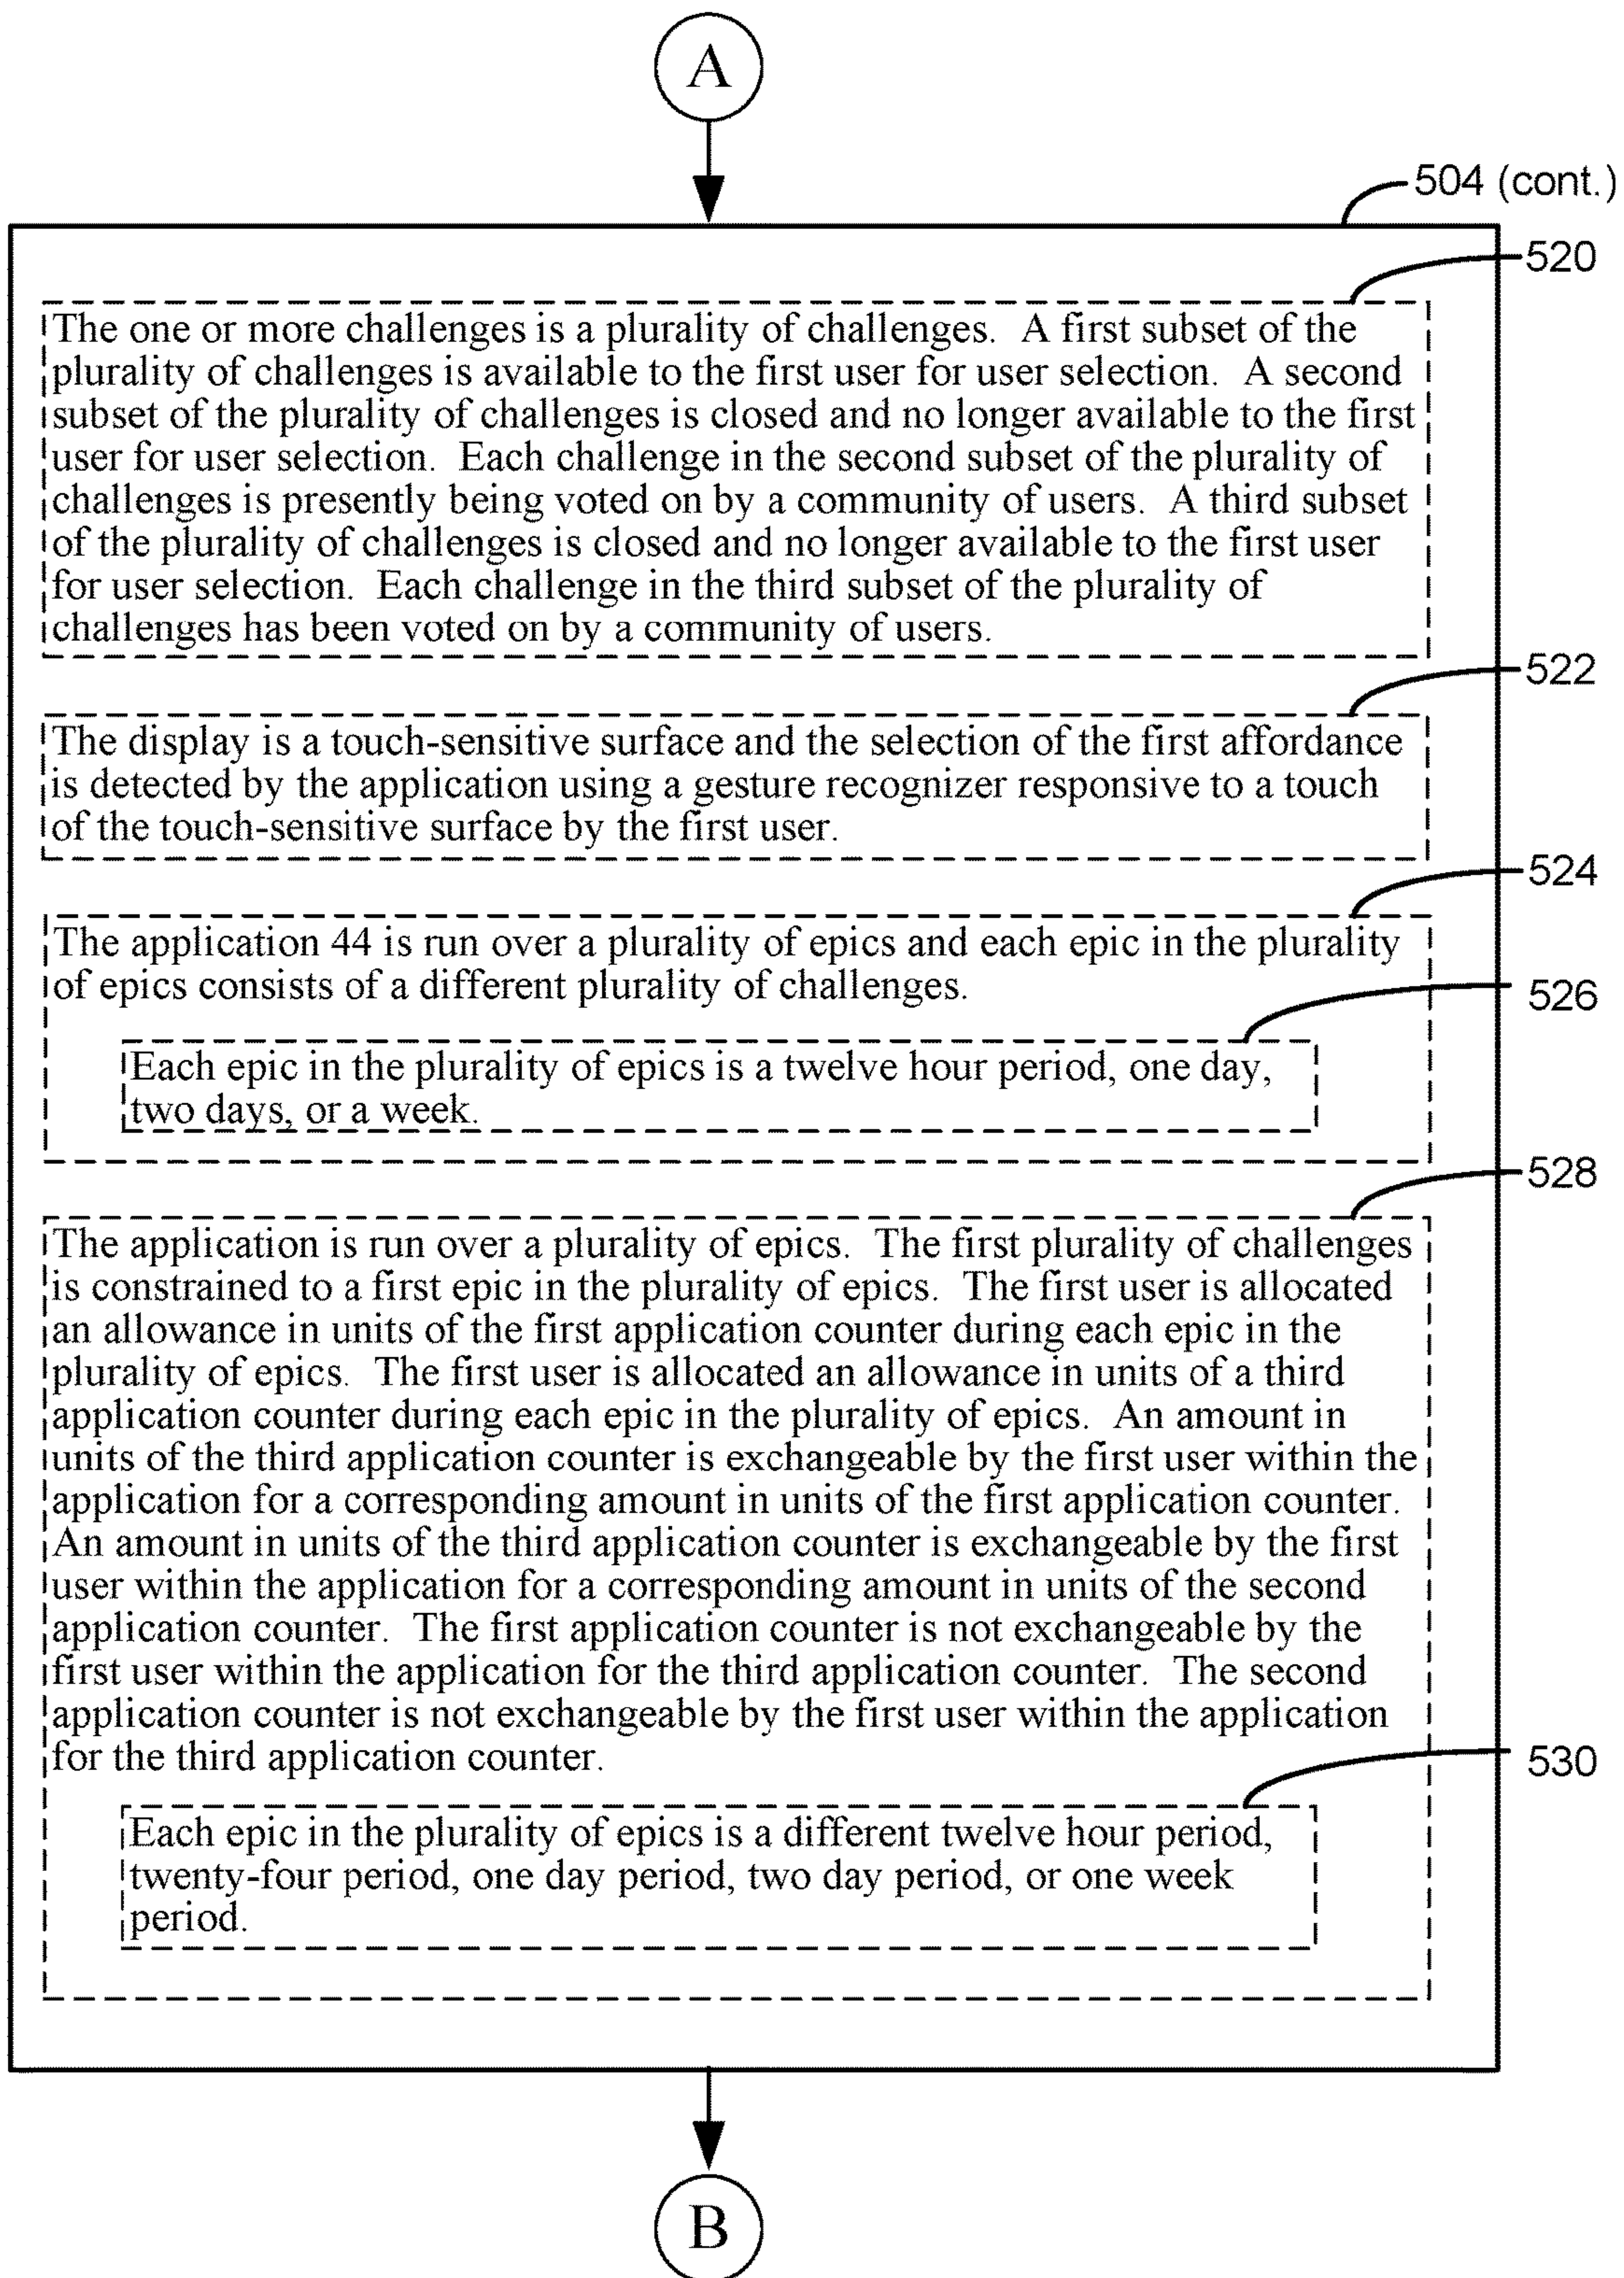 A
504 (cont.)
520
The one or more challenges is a plurality of challenges.  A first subset of the
plurality of challenges is available to the first user for user selection.  A second
subset of the plurality of challenges is closed and no longer available to the first
user for user selection.  Each challenge in the second subset of the plurality of
challenges is presently being voted on by a community of users.  A third subset
of the plurality of challenges is closed and no longer available to the first user
for user selection.  Each challenge in the third subset of the plurality of
challenges has been voted on by a community of users.
522
The display is a touch-sensitive surface and the selection of the first affordance
is detected by the application using a gesture recognizer responsive to a touch
of the touch-sensitive surface by the first user.
524
The application 44 is run over a plurality of epics and each epic in the plurality
of epics consists of a different plurality of challenges.
526
Each epic in the plurality of epics is a twelve hour period, one day,
two days, or a week.
528
The application is run over a plurality of epics.  The first plurality of challenges
is constrained to a first epic in the plurality of epics.  The first user is allocated
an allowance in units of the first application counter during each epic in the
plurality of epics.  The first user is allocated an allowance in units of a third
application counter during each epic in the plurality of epics.  An amount in
units of the third application counter is exchangeable by the first user within the
application for a corresponding amount in units of the first application counter.
An amount in units of the third application counter is exchangeable by the first
user within the application for a corresponding amount in units of the second
application counter.  The first application counter is not exchangeable by the
first user within the application for the third application counter.  The second
application counter is not exchangeable by the first user within the application
for the third application counter.
530
Each epic in the plurality of epics is a different twelve hour period,
twenty-four period, one day period, two day period, or one week
period.
B